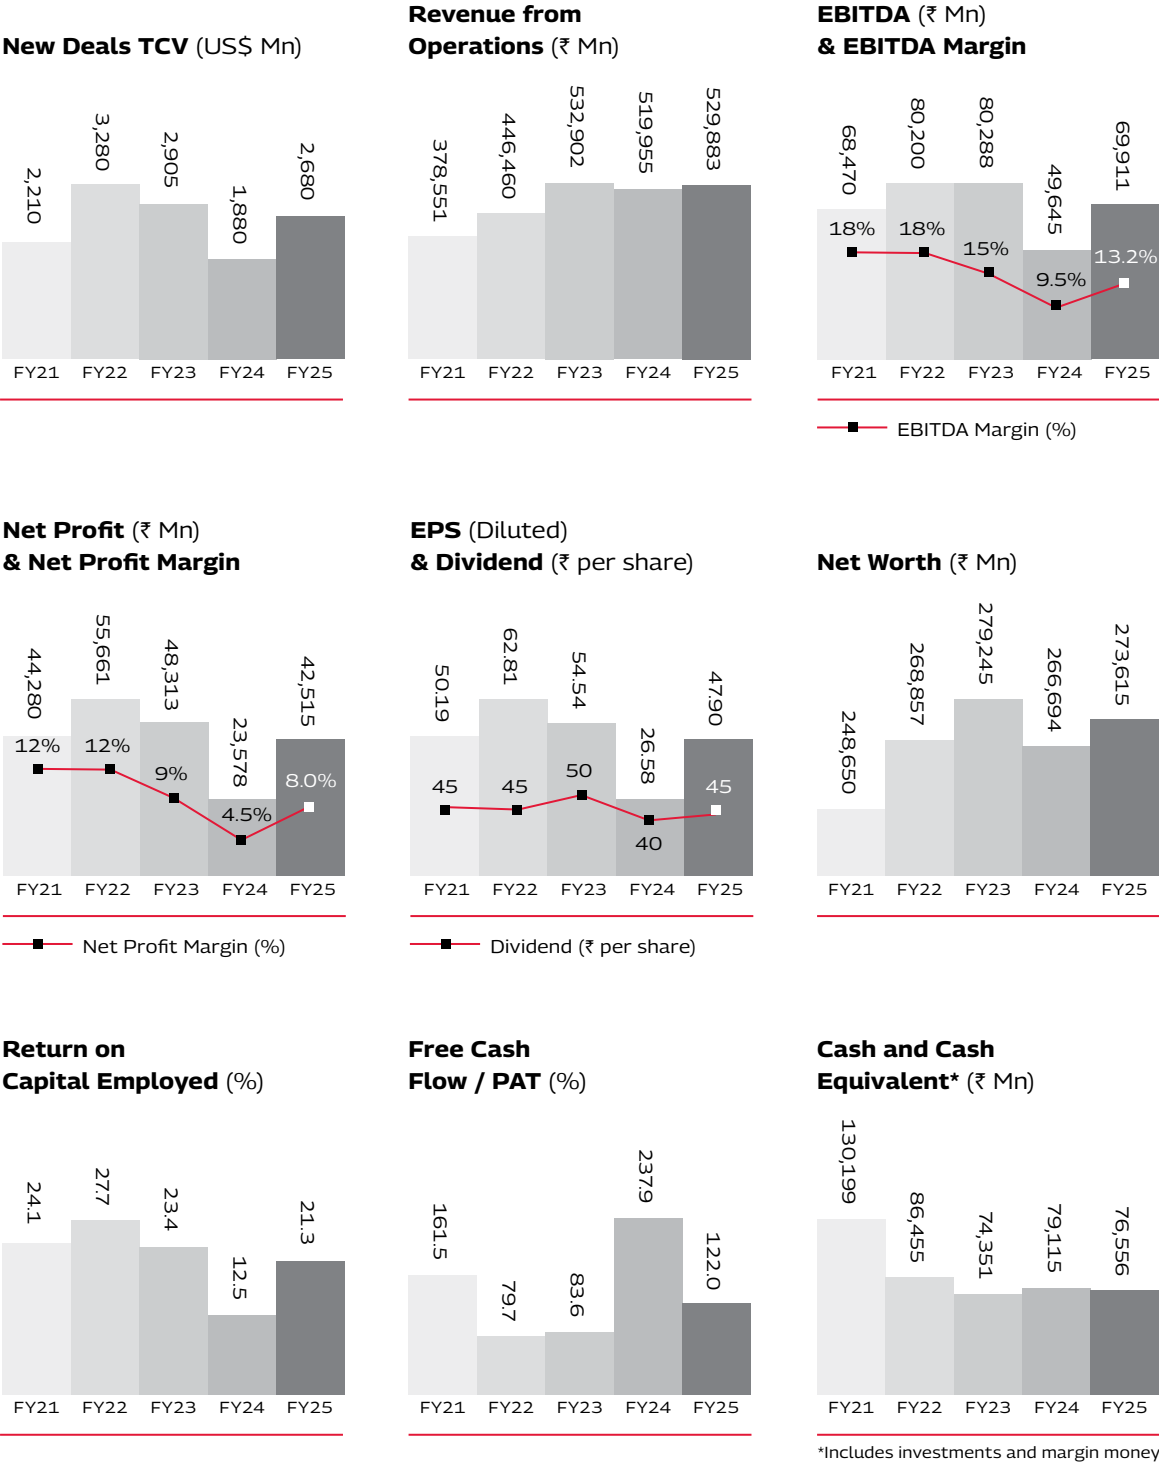 New Deals TCV (US$ Mn)
2,210
3,280
2,905
1,880
2,680
FY21 FY22 FY23 FY24 FY25
Revenue from
Operations (₹ Mn)
378,551
446,460
532,902
519,955
529,883
FY21 FY22 FY23 FY24 FY25
EBITDA (₹ Mn)
& EBITDA Margin
68,470
80,200
80,288
49,645
69,911
18% 18% 15% 9.5% 13.2%
FY21 FY22 FY23 FY24 FY25
EBITDA Margin (%)
Net Profit (₹ Mn)
& Net Profit Margin
44,280
55,661
48,313
23,578
42,515
12% 12% 9% 4.5% 8.0%
FY21 FY22 FY23 FY24 FY25
Net Profit Margin (%)
EPS (Diluted)
& Dividend (₹ per share)
50.19
62.81
54.54
26.58
47.90
45 45 50 40 45
FY21 FY22 FY23 FY24 FY25
Dividend (₹ per share)
Net Worth (₹ Mn)
248,650
268,857
279,245
266,694
273,615
FY21 FY22 FY23 FY24 FY25
Return on
Capital Employed (%)
24.1
27.7
23.4
12.5
21.3
FY21 FY22 FY23 FY24 FY25
Free Cash
Flow / PAT (%)
161.5
79.7
83.6
237.9
122.0
FY21 FY22 FY23 FY24 FY25
Cash and Cash
Equivalent* (₹ Mn)
130,199
86,455
74,351
79,115
76,556
FY21 FY22 FY23 FY24 FY25
*Includes investments and margin money